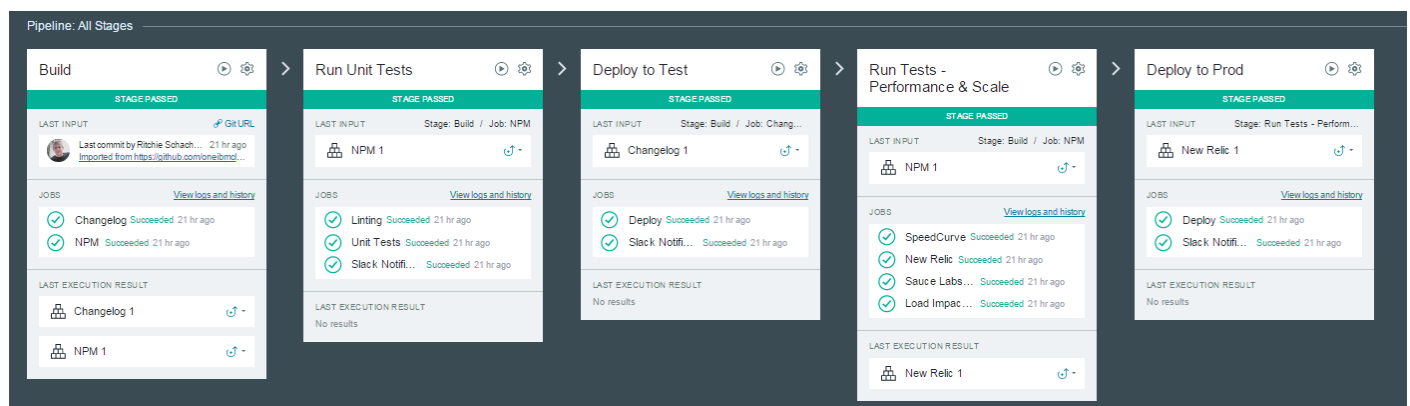 Pipeline: All Stages
Build
STAGE PASSED
LAST INPUT Git URL
Last commit by Ritchie Schach... 21 hr ago
Imported from https://github.com/oneibmcl...
JOBS View logs and history
Changelog Succeeded 21 hr ago
NPM Succeeded 21 hr ago
LAST EXECUTION RESULT
Changelog 1
NPM 1
Run Unit Tests
STAGE PASSED
LAST INPUT Stage: Build / Job: NPM
NPM 1
JOBS View logs and history
Linting Succeeded 21 hr ago
Unit Tests Succeeded 21 hr ago
Slack Notifi... Succeeded 21 hr ago
LAST EXECUTION RESULT
No results
Deploy to Test
STAGE PASSED
LAST INPUT Stage: Build / Job: Chang...
Changelog 1
JOBS View logs and history
Deploy Succeeded 21 hr ago
Slack Notifi... Succeeded 21 hr ago
LAST EXECUTION RESULT
No results
Run Tests -
Performance & Scale
STAGE PASSED
LAST INPUT Stage: Build / Job: NPM
NPM 1
JOBS View logs and history
SpeedCurve Succeeded 21 hr ago
New Relic Succeeded 21 hr ago
Sauce Labs... Succeeded 21 hr ago
Load Impac... Succeeded 21 hr ago
LAST EXECUTION RESULT
New Relic 1
Deploy to Prod
STAGE PASSED
LAST INPUT Stage: Run Tests - Perform...
New Relic 1
JOBS View logs and history
Deploy Succeeded 21 hr ago
Slack Notifi... Succeeded 21 hr ago
LAST EXECUTION RESULT
No results